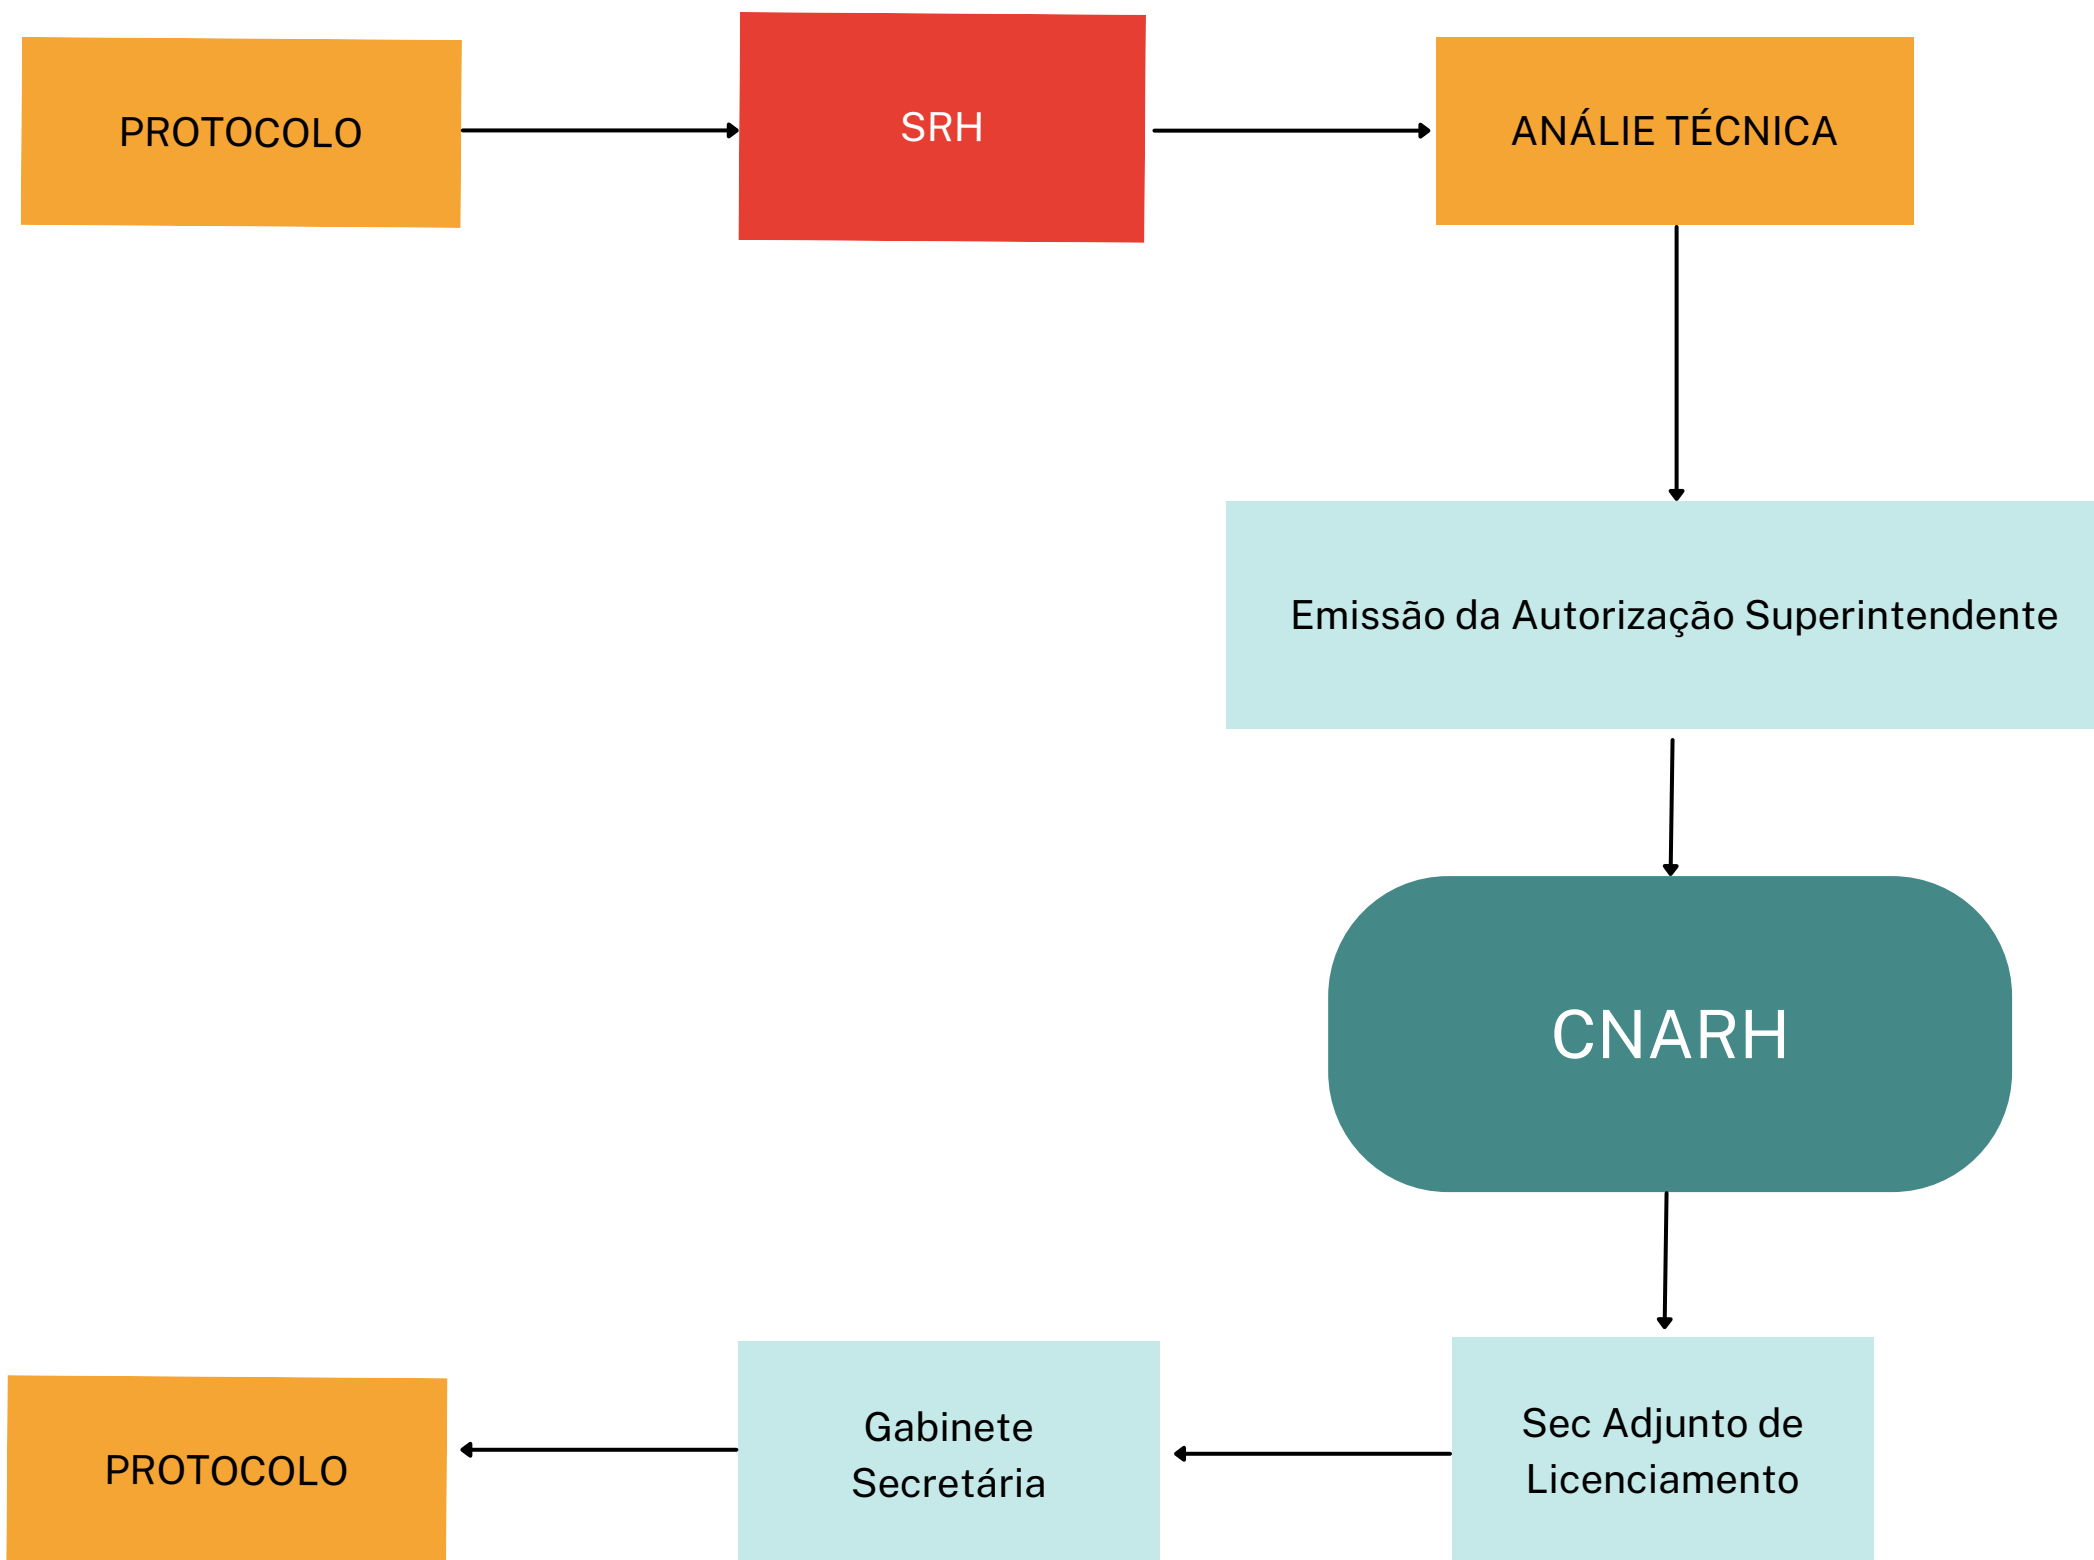 PROTOCOLO
SRH
ANÁLIE TÉCNICA
Emissão da Autorização Superintendente
CNARH
Sec Adjunto de
Licenciamento
Gabinete
Secretária
PROTOCOLO